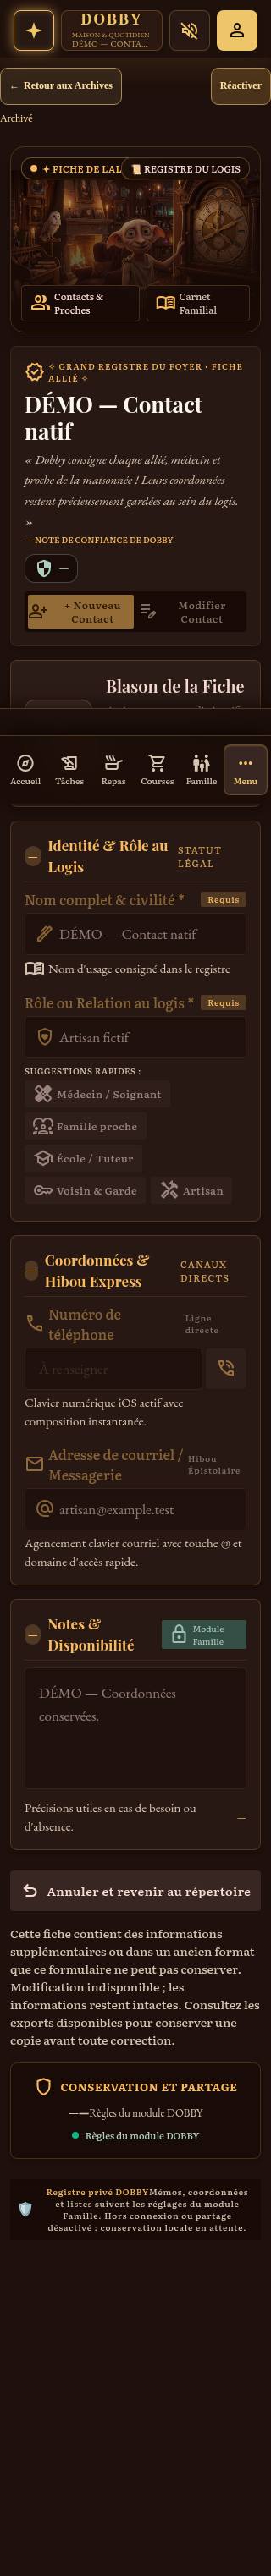 DOBBY
MAISON & QUOTIDIEN
DÉMO — CONTA...
← Retour aux Archives
Réactiver
Archivé
✦ FICHE DE L'AL
📜 REGISTRE DU LOGIS
Contacts &
Proches
Carnet
Familial
✧ GRAND REGISTRE DU FOYER • FICHE
ALLIÉ ✧
DÉMO — Contact
natif
« Dobby consigne chaque allié, médecin et
proche de la maisonnée ! Leurs coordonnées
restent précieusement gardées au sein du logis.
»
— NOTE DE CONFIANCE DE DOBBY
—
+ Nouveau
Contact
Modifier
Contact
Blason de la Fiche
Accueil
Tâches
Repas
Courses
Famille
Menu
—
Identité & Rôle au
Logis
STATUT
LÉGAL
Nom complet & civilité *
Requis
DÉMO — Contact natif
Nom d'usage consigné dans le registre
Rôle ou Relation au logis *
Requis
Artisan fictif
SUGGESTIONS RAPIDES :
Médecin / Soignant
Famille proche
École / Tuteur
Voisin & Garde
Artisan
—
Coordonnées &
Hibou Express
CANAUX
DIRECTS
Numéro de
téléphone
Ligne
directe
À renseigner
Clavier numérique iOS actif avec
composition instantanée.
Adresse de courriel /
Messagerie
Hibou
Épistolaire
artisan@example.test
Agencement clavier courriel avec touche @ et
domaine d'accès rapide.
—
Notes &
Disponibilité
Module
Famille
DÉMO — Coordonnées
conservées.
Précisions utiles en cas de besoin ou
d'absence.
—
Annuler et revenir au répertoire
Cette fiche contient des informations
supplémentaires ou dans un ancien format
que ce formulaire ne peut pas conserver.
Modification indisponible ; les
informations restent intactes. Consultez les
exports disponibles pour conserver une
copie avant toute correction.
CONSERVATION ET PARTAGE
——Règles du module DOBBY
Règles du module DOBBY
Registre privé DOBBYMémos, coordonnées
et listes suivent les réglages du module
Famille. Hors connexion ou partage
désactivé : conservation locale en attente.